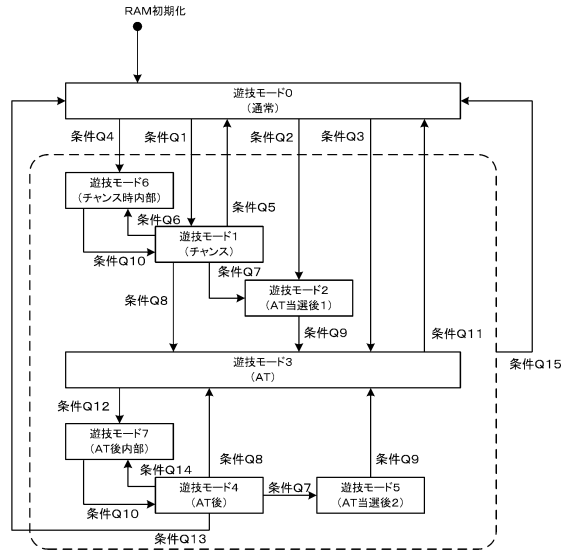 RAM初期化
遊技モード0
(通常)
条件Q4
条件Q1
条件Q2
条件Q3
遊技モード6
(チャンス時内部)
条件Q6
条件Q5
遊技モード1
(チャンス)
条件Q10
条件Q7
条件Q8
遊技モード2
(AT当選後1)
条件Q9
条件Q11
条件Q15
遊技モード3
(AT)
条件Q12
遊技モード7
(AT後内部)
条件Q14
条件Q8
条件Q9
遊技モード4
(AT後)
条件Q7
遊技モード5
(AT当選後2)
条件Q10
条件Q13